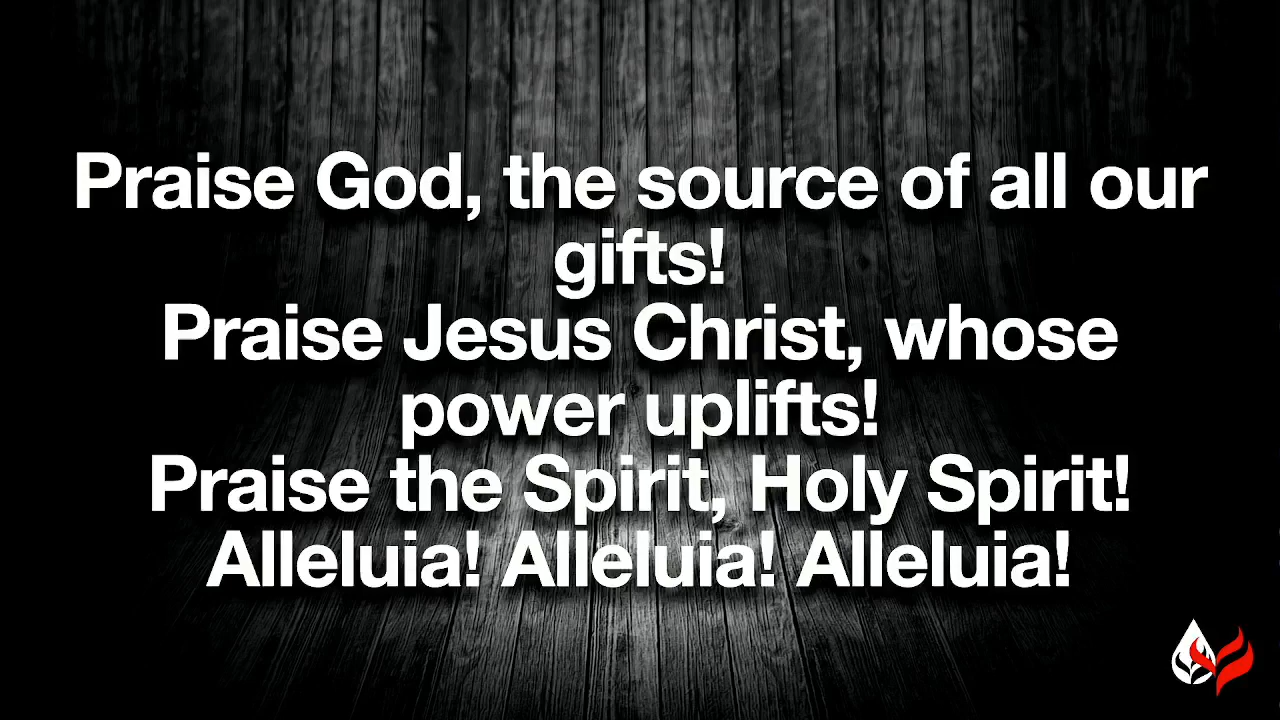 Praise God, the source of all our
gifts!
Praise Jesus Christ, whose
power uplifts!
Praise the Spirit, Holy Spirit!
Alleluia! Alleluia! Alleluia!